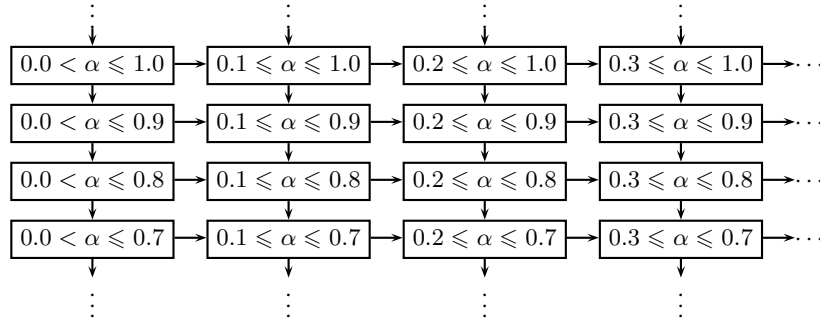 ⋮ ⋮ ⋮ ⋮
0.0 < α ⩽ 1.0 0.1 ⩽ α ⩽ 1.0 0.2 ⩽ α ⩽ 1.0 0.3 ⩽ α ⩽ 1.0 ⋯
0.0 < α ⩽ 0.9 0.1 ⩽ α ⩽ 0.9 0.2 ⩽ α ⩽ 0.9 0.3 ⩽ α ⩽ 0.9 ⋯
0.0 < α ⩽ 0.8 0.1 ⩽ α ⩽ 0.8 0.2 ⩽ α ⩽ 0.8 0.3 ⩽ α ⩽ 0.8 ⋯
0.0 < α ⩽ 0.7 0.1 ⩽ α ⩽ 0.7 0.2 ⩽ α ⩽ 0.7 0.3 ⩽ α ⩽ 0.7 ⋯
⋮ ⋮ ⋮ ⋮